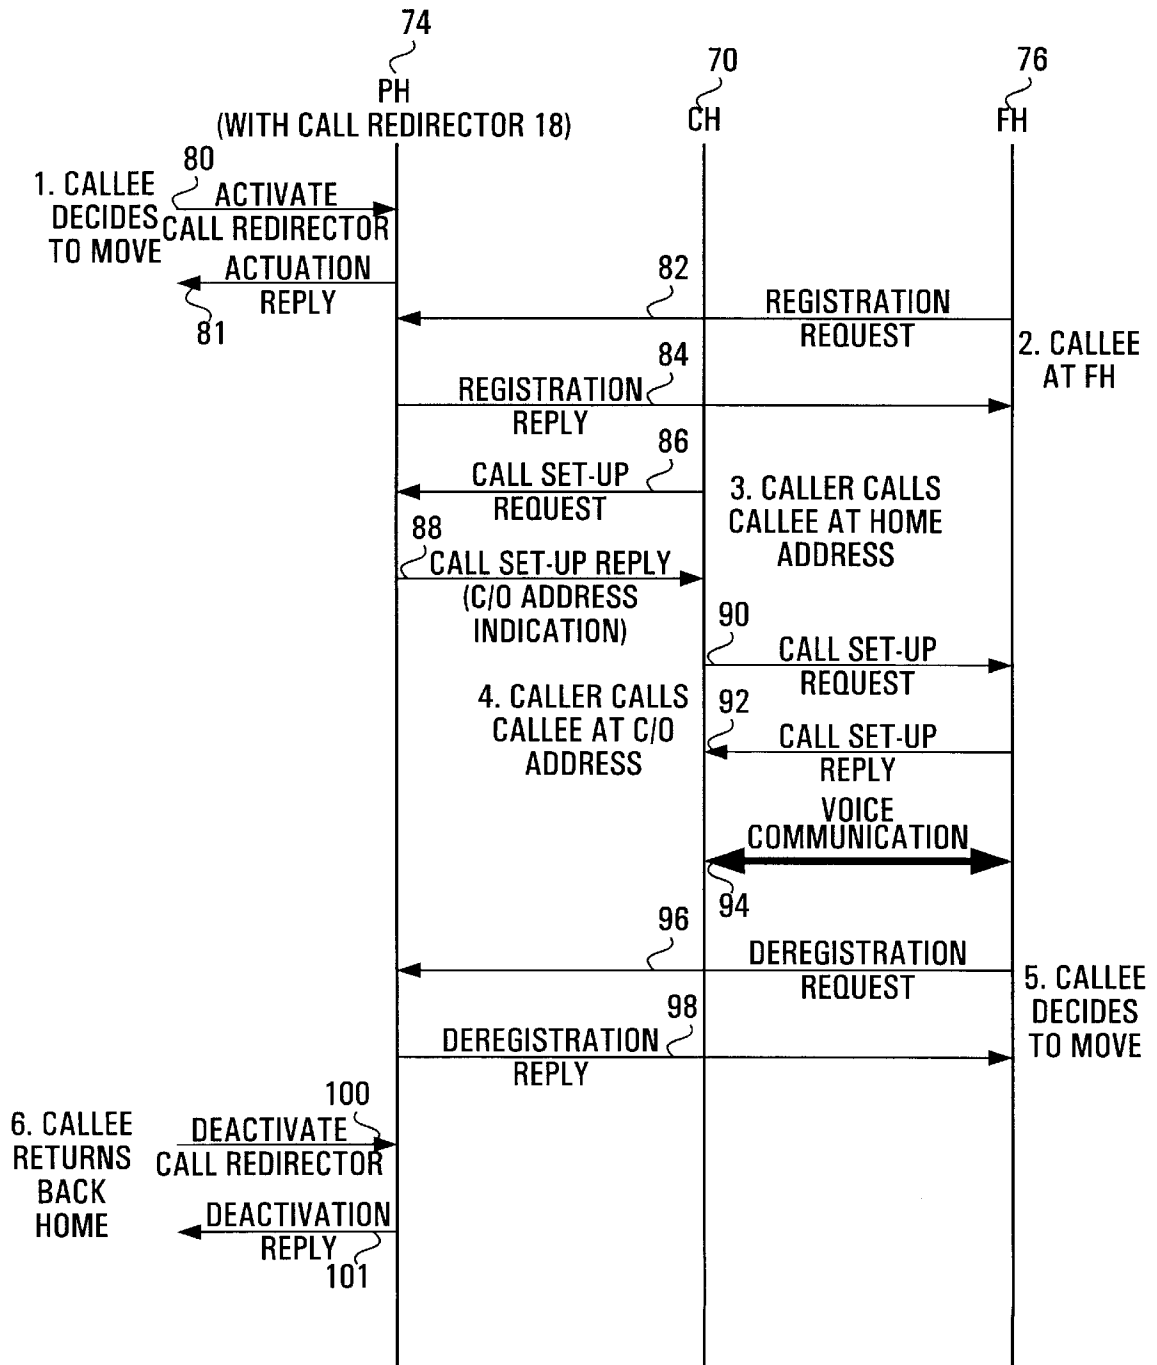 74
70
76
PH
(WITH CALL REDIRECTOR 18)
CH
FH
80
1. CALLEE
DECIDES
TO MOVE
ACTIVATE
CALL REDIRECTOR
ACTUATION
REPLY
81
82
REGISTRATION
REQUEST
2. CALLEE
AT FH
84
REGISTRATION
REPLY
86
CALL SET-UP
REQUEST
3. CALLER CALLS
CALLEE AT HOME
ADDRESS
88
CALL SET-UP REPLY
(C/O ADDRESS
INDICATION)
90
CALL SET-UP
REQUEST
4. CALLER CALLS
CALLEE AT C/O
ADDRESS
92
CALL SET-UP
REPLY
VOICE
COMMUNICATION
94
96
DEREGISTRATION
REQUEST
5. CALLEE
DECIDES
TO MOVE
98
DEREGISTRATION
REPLY
100
6. CALLEE
RETURNS
BACK
HOME
DEACTIVATE
CALL REDIRECTOR
DEACTIVATION
REPLY
101